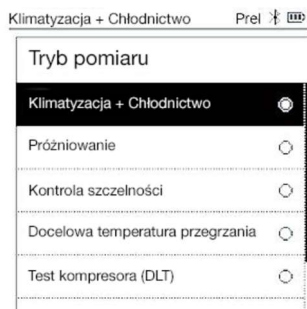 Klimatyzacja + Chłodnictwo Prel
Tryb pomiaru
Klimatyzacja + Chłodnictwo
Próżniowanie
Kontrola szczelności
Docelowa temperatura przegrzania
Test kompresora (DLT)